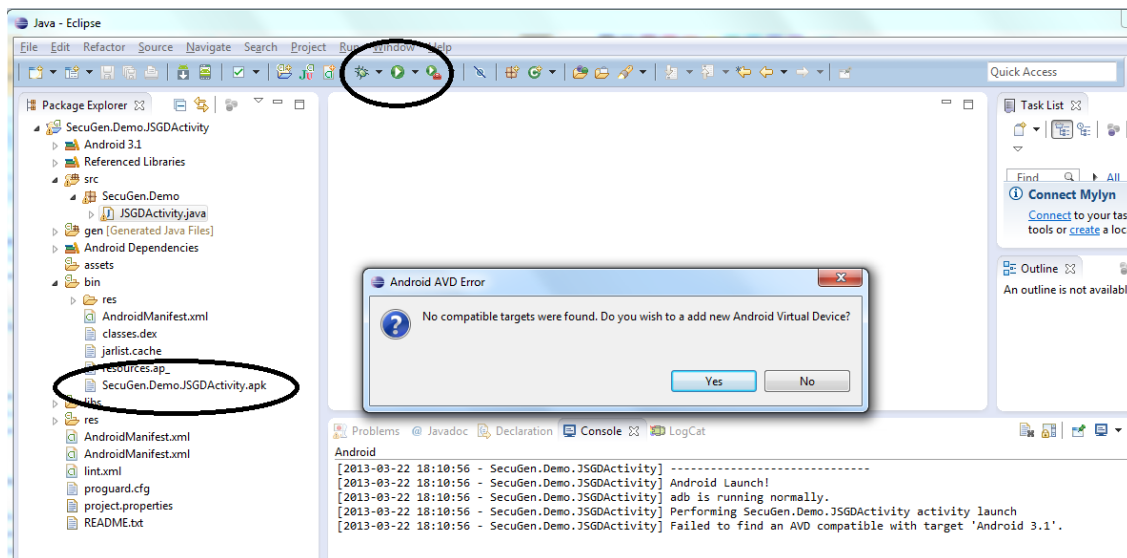 Java - Eclipse
File Edit Refactor Source Navigate Search Project Run Window Help
Quick Access
Package Explorer
SecuGen.Demo.JSGDActivity
Android 3.1
Referenced Libraries
src
SecuGen.Demo
JSGDActivity.java
gen [Generated Java Files]
Android Dependencies
assets
bin
res
AndroidManifest.xml
classes.dex
jarlist.cache
resources.ap_
SecuGen.Demo.JSGDActivity.apk
libs
res
AndroidManifest.xml
AndroidManifest.xml
lint.xml
proguard.cfg
project.properties
README.txt
Android AVD Error
No compatible targets were found. Do you wish to a add new Android Virtual Device?
Yes No
Task List
Find All
Connect Mylyn
Connect to your tas
tools or create a loc
Outline
An outline is not availabl
Problems @ Javadoc Declaration Console LogCat
Android
[2013-03-22 18:10:56 - SecuGen.Demo.JSGDActivity] ------------------------------
[2013-03-22 18:10:56 - SecuGen.Demo.JSGDActivity] Android Launch!
[2013-03-22 18:10:56 - SecuGen.Demo.JSGDActivity] adb is running normally.
[2013-03-22 18:10:56 - SecuGen.Demo.JSGDActivity] Performing SecuGen.Demo.JSGDActivity activity launch
[2013-03-22 18:10:56 - SecuGen.Demo.JSGDActivity] Failed to find an AVD compatible with target 'Android 3.1'.